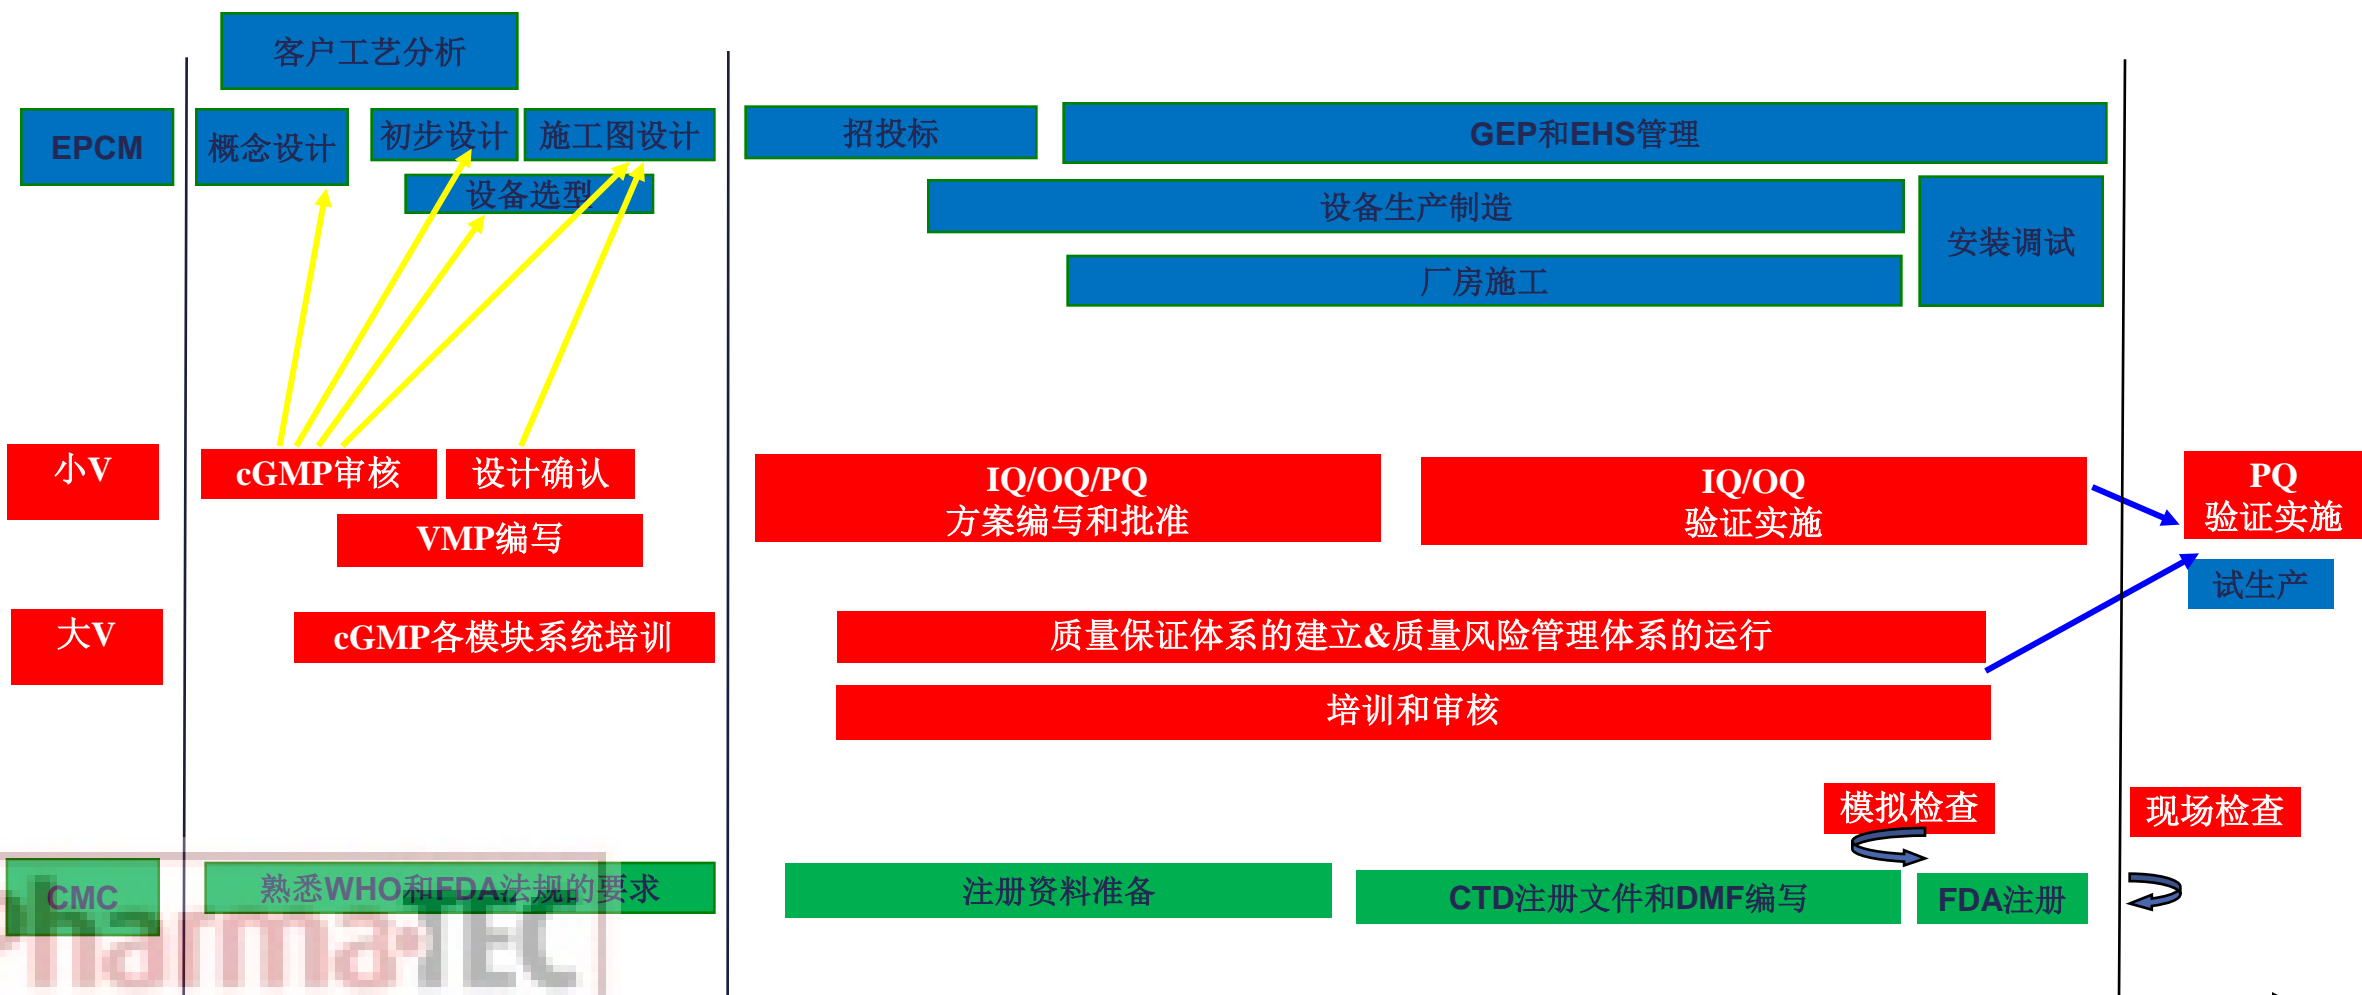 客户工艺分析
EPCM
概念设计
初步设计
施工图设计
招投标
GEP和EHS管理
设备选型
设备生产制造
安装调试
厂房施工
小V
cGMP审核
设计确认
IQ/OQ/PQ
方案编写和批准
IQ/OQ
验证实施
PQ
验证实施
VMP编写
试生产
大V
cGMP各模块系统培训
质量保证体系的建立&质量风险管理体系的运行
培训和审核
模拟检查
现场检查
CMC
熟悉WHO和FDA法规的要求
注册资料准备
CTD注册文件和DMF编写
FDA注册
PharmaTEC